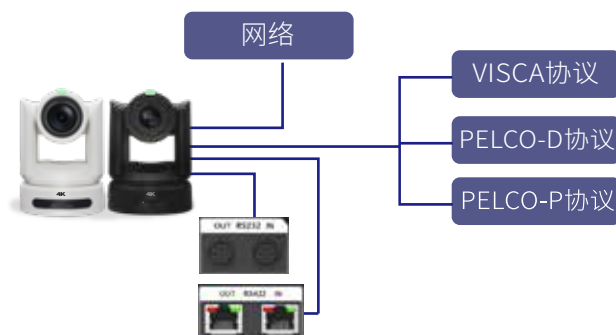 网络
VISCA协议
PELCO-D协议
PELCO-P协议
4K
4K
OUT RS232 IN
OUT RS422 IN